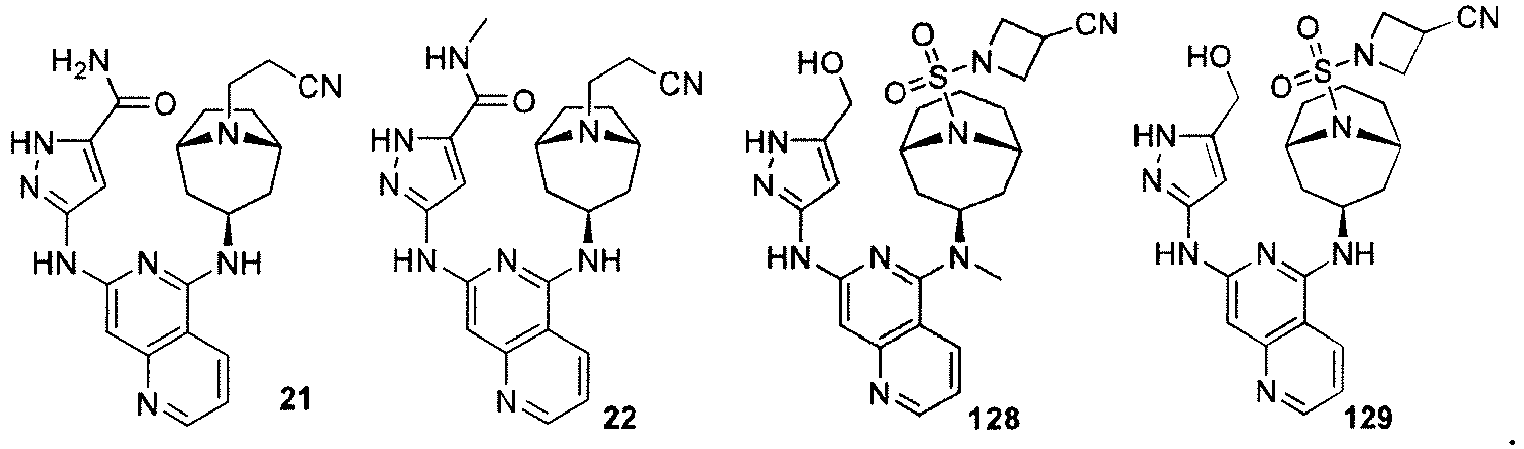 H2N O N CN HN N N HN N NH N 21
HN O N CN HN N N HN N NH N 22
HO O O S N CN N HN N HN N N N 128
HO O O S N CN N HN N HN N NH N 129
.